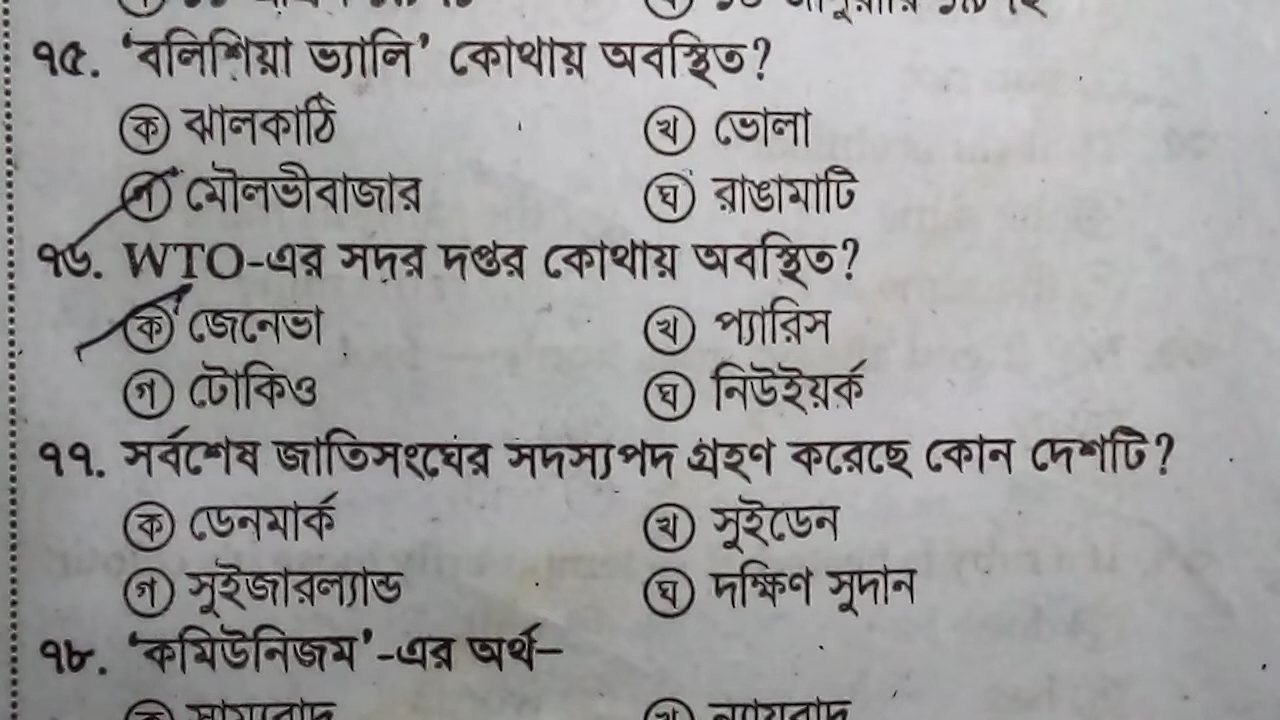 ৭৫. ‘বলিশিয়া ভ্যালি’ কোথায় অবস্থিত?
ক ঝালকাঠি খ ভোলা
গ মৌলভীবাজার ঘ রাঙামাটি
৭৬. WTO-এর সদর দপ্তর কোথায় অবস্থিত?
ক জেনেভা খ প্যারিস
গ টোকিও ঘ নিউইয়র্ক
৭৭. সর্বশেষ জাতিসংঘের সদস্যপদ গ্রহণ করেছে কোন দেশটি?
ক ডেনমার্ক খ সুইডেন
গ সুইজারল্যান্ড ঘ দক্ষিণ সুদান
৭৮. ‘কমিউনিজম’-এর অর্থ–
ক সাম্যবাদ খ ন্যায়বাদ